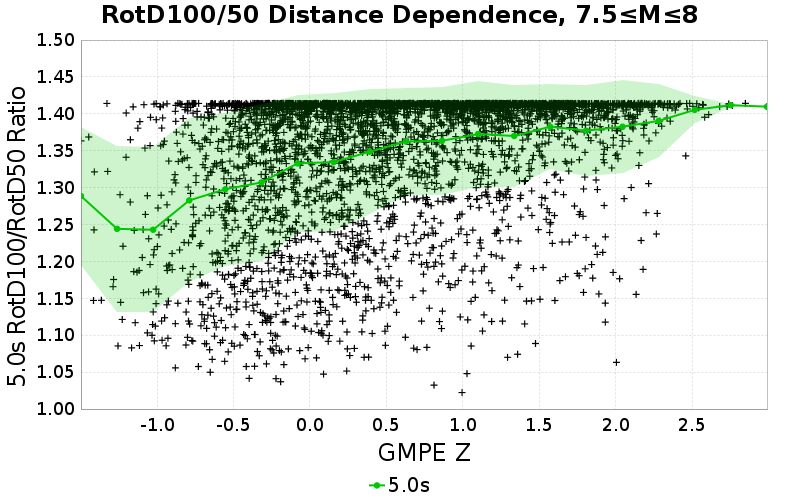 RotD100/50 Distance Dependence, 7.5≤M≤8
1.50
1.45
1.40
1.35
1.30
1.25
1.20
1.15
1.10
1.05
1.00
5.0s RotD100/RotD50 Ratio
-1.0 -0.5 0.0 0.5 1.0 1.5 2.0 2.5
GMPE Z
5.0s